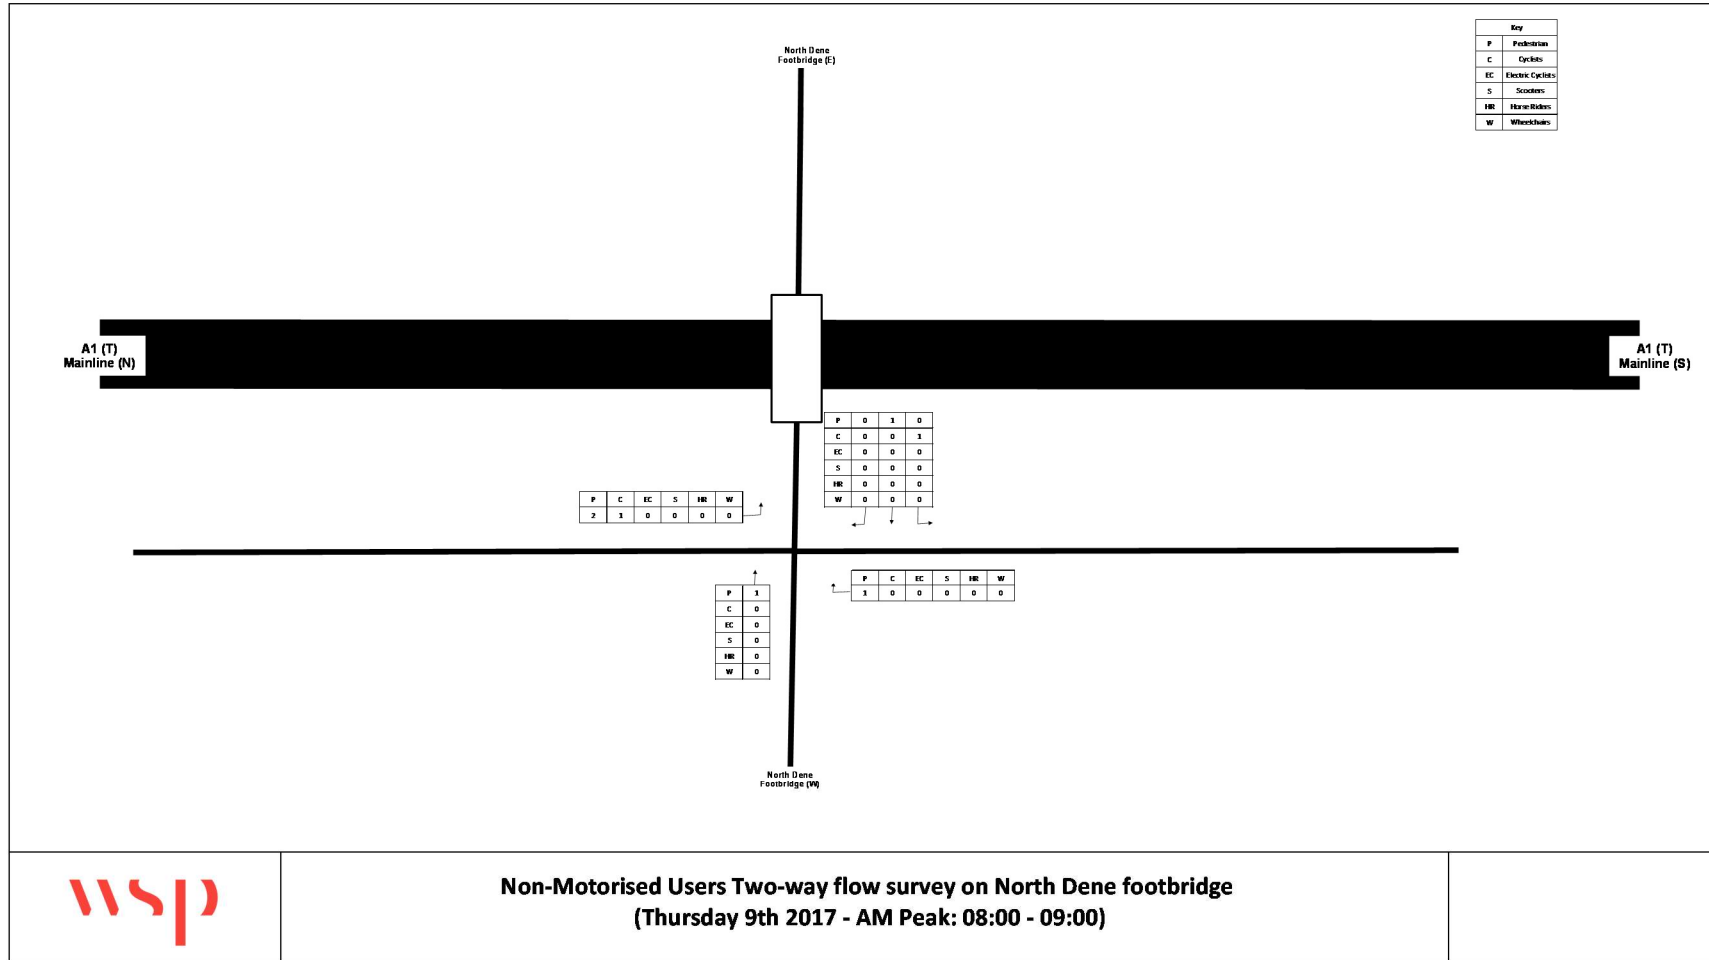 Key
P Pedestrian
C Cyclists
EC Electric Cyclists
S Scooters
HR Horse Riders
W Wheelchairs
North Dene
Footbridge (E)
A1 (T)
Mainline (N)
A1 (T)
Mainline (S)
P 0 1 0
C 0 0 1
EC 0 0 0
S 0 0 0
HR 0 0 0
W 0 0 0
P C EC S HR W
2 1 0 0 0 0
P C EC S HR W
1 0 0 0 0 0
P 1
C 0
EC 0
S 0
HR 0
W 0
North Dene
Footbridge (W)
wsp
Non-Motorised Users Two-way flow survey on North Dene footbridge
(Thursday 9th 2017 - AM Peak: 08:00 - 09:00)